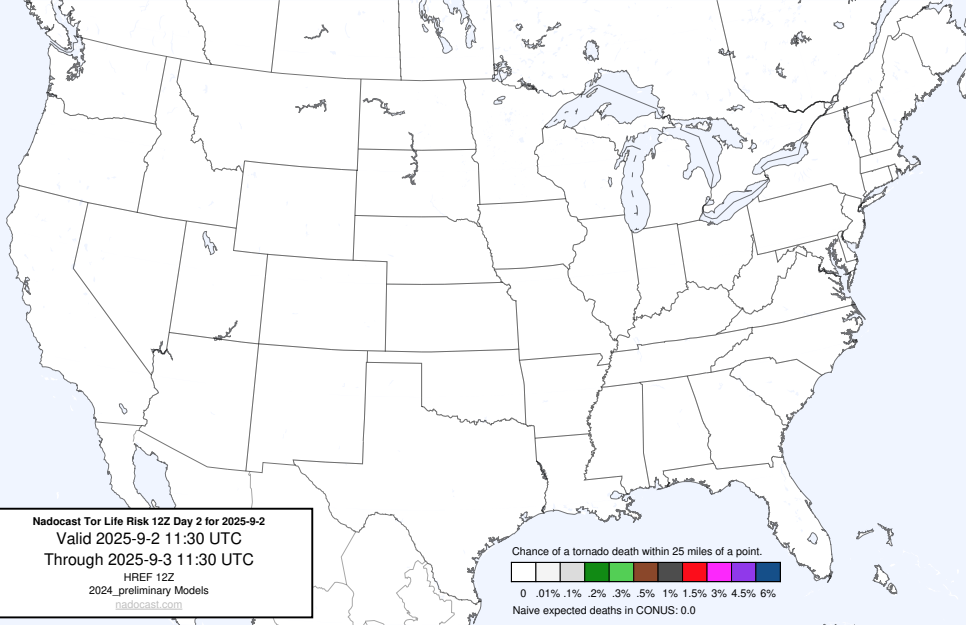 Nadocast Tor Life Risk 12Z Day 2 for 2025-9-2
Valid 2025-9-2 11:30 UTC
Through 2025-9-3 11:30 UTC
HREF 12Z
2024_preliminary Models
nadocast.com
Chance of a tornado death within 25 miles of a point.
0 .01% .1% .2% .3% .5% 1% 1.5% 3% 4.5% 6%
Naive expected deaths in CONUS: 0.0